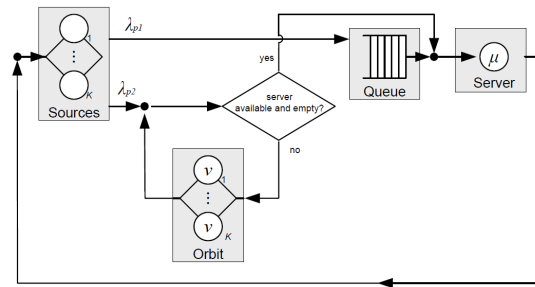 λp1
1
⋮
K
Sources
λp2
yes
server
available and empty?
no
Queue
μ
Server
ν
1
⋮
ν
K
Orbit